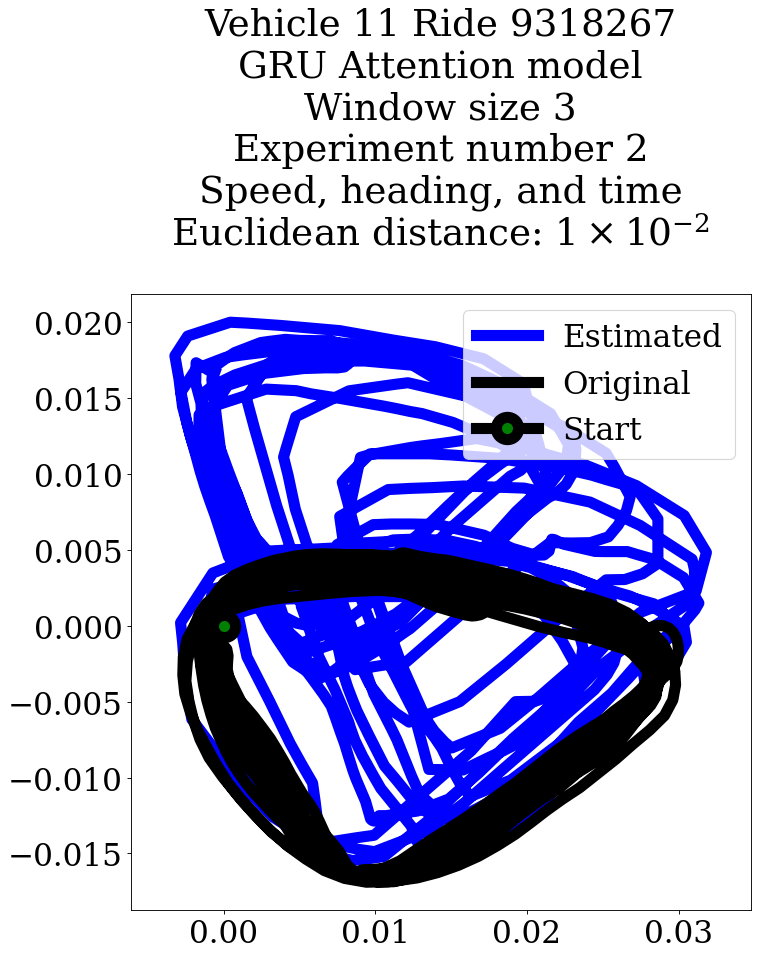 Vehicle 11 Ride 9318267
GRU Attention model
Window size 3
Experiment number 2
Speed, heading, and time
Euclidean distance: 1 × 10⁻²
Estimated
Original
Start
0.020
0.015
0.010
0.005
0.000
−0.005
−0.010
−0.015
0.00 0.01 0.02 0.03